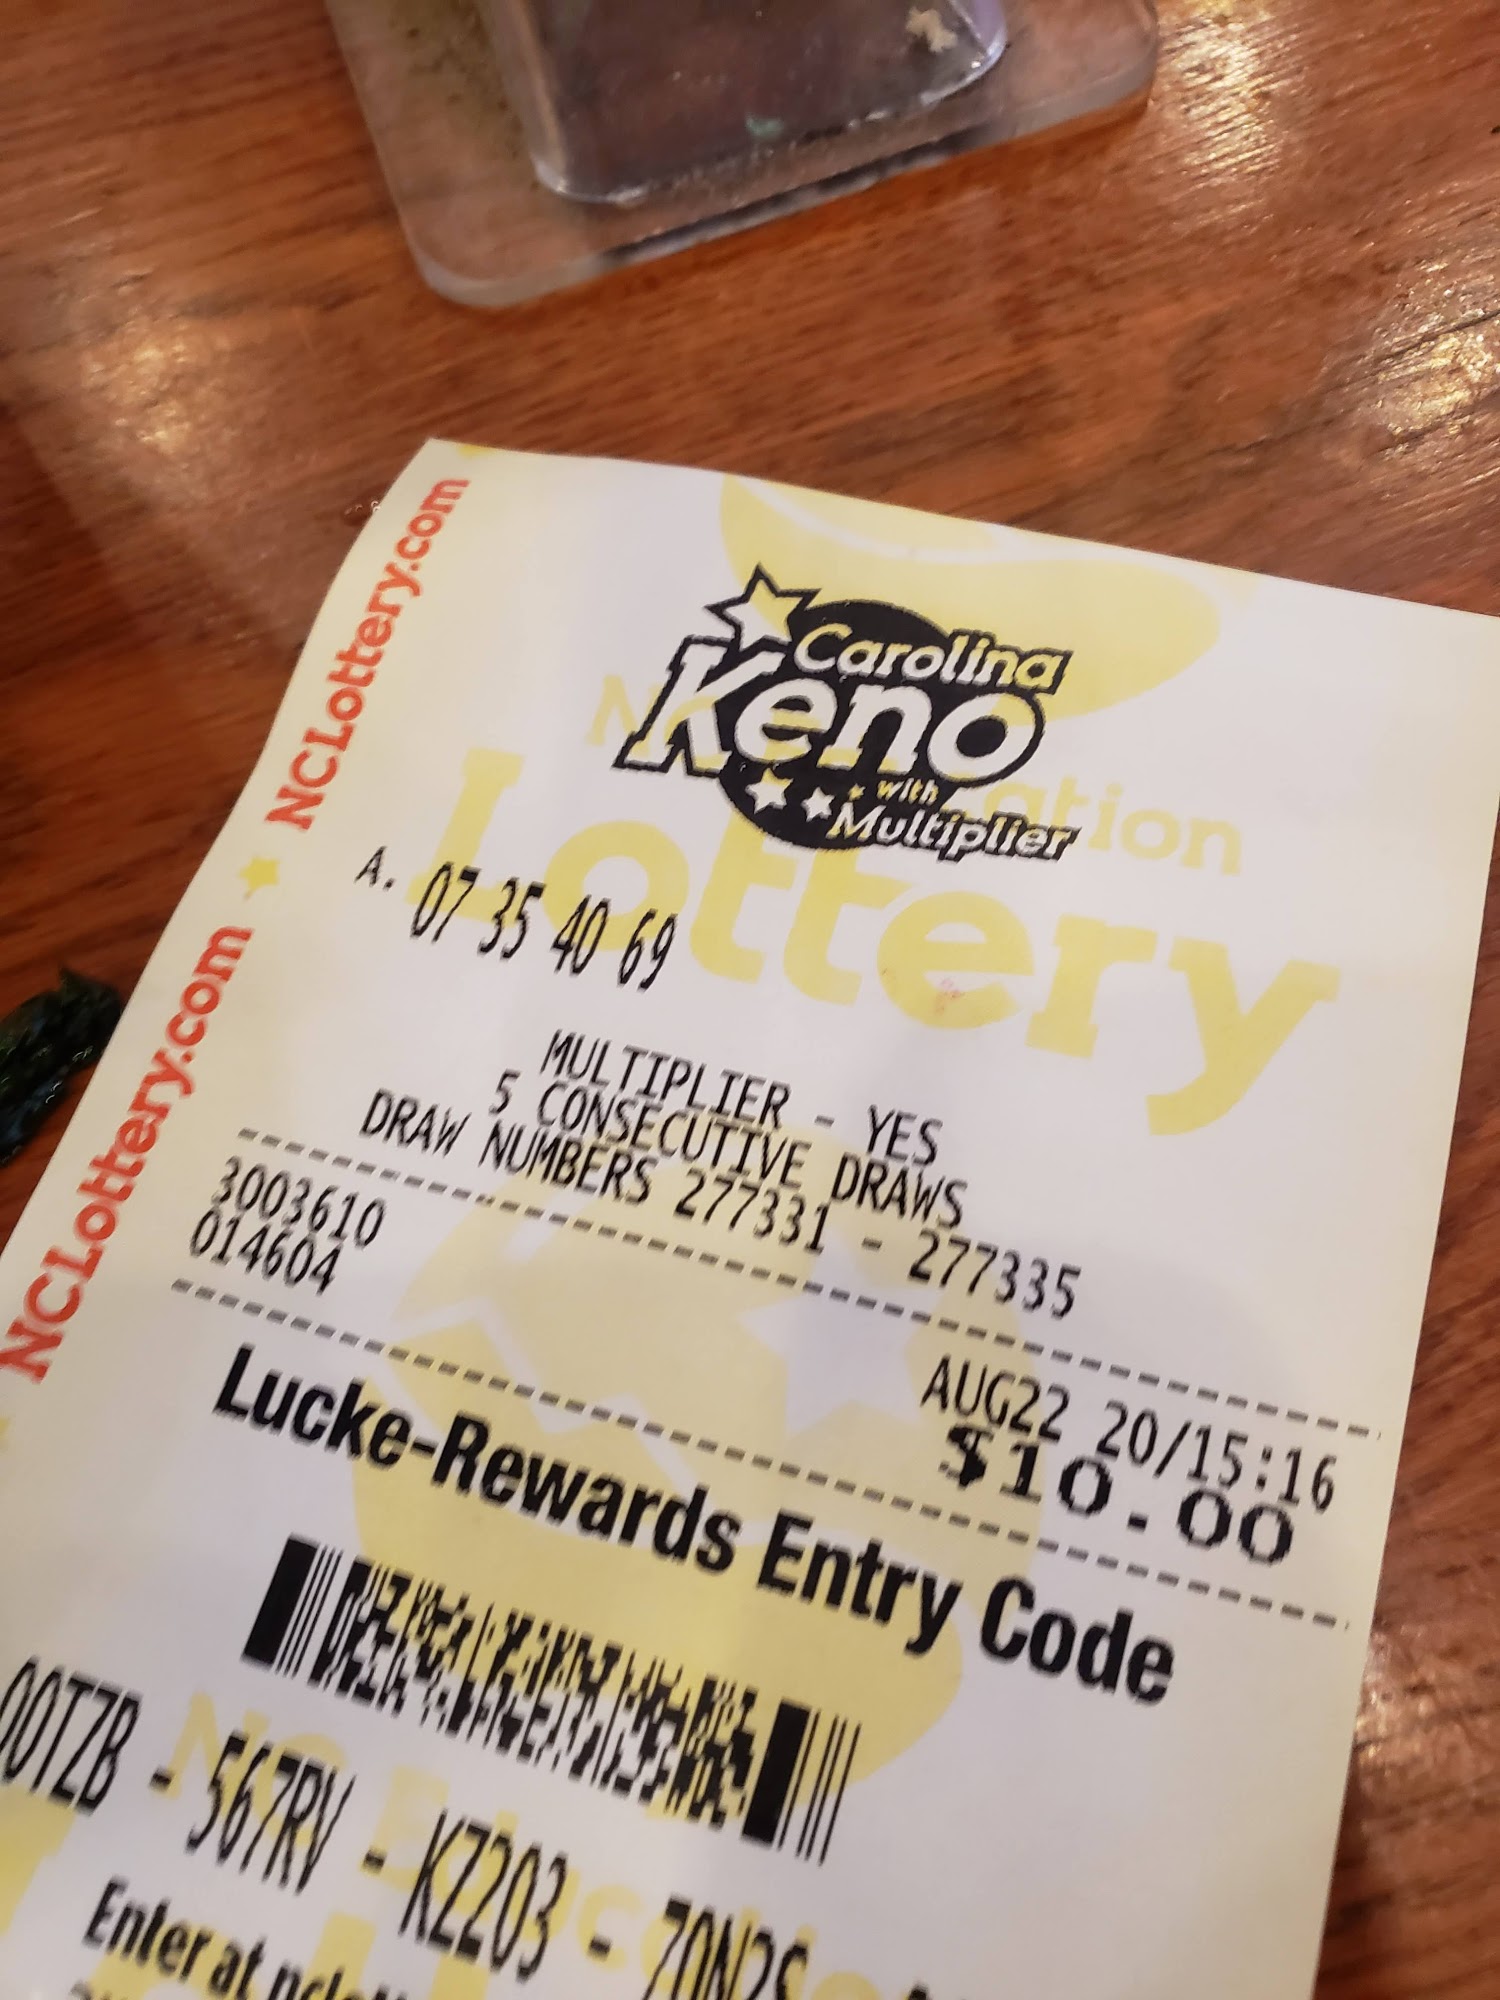 NCLottery.com NCLottery.com
Carolina
Keno
with
Multiplier
Lottery
A. 07 35 40 69
MULTIPLIER - YES
5 CONSECUTIVE DRAWS
DRAW NUMBERS 277331 - 277335
3003610
014604
AUG22 20/15:16
$10.00
Lucke-Rewards Entry Code
00TZB - 567RV - KZ203 -
Enter at